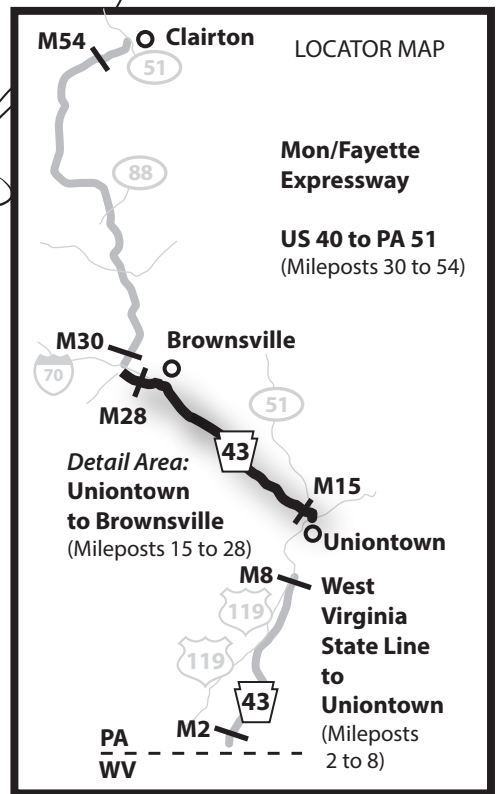 M54
Clairton
LOCATOR MAP
51
Mon/Fayette
Expressway
88
US 40 to PA 51
(Mileposts 30 to 54)
M30
Brownsville
70
M28
51
43
Detail Area:
Uniontown
to Brownsville
(Mileposts 15 to 28)
M15
Uniontown
M8
West
Virginia
State Line
to
Uniontown
(Mileposts
2 to 8)
119
119
43
M2
PA
WV